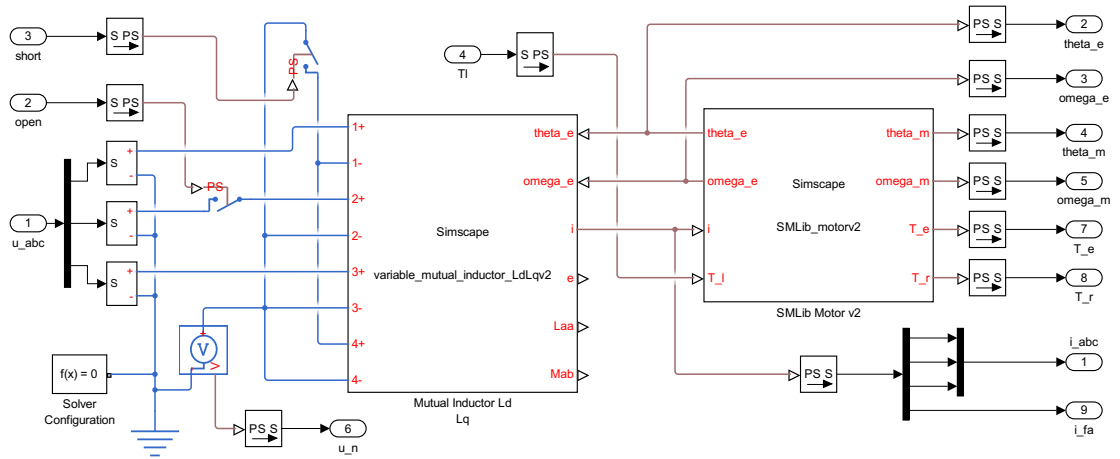 3
short
S PS
2
open
S PS
1
u_abc
S
+
-
S
+
-
S
+
-
PS
PS
f(x) = 0
Solver
Configuration
V
+
-
V
PS S
6
u_n
4
Tl
S PS
1+
1-
2+
2-
3+
3-
4+
4-
Simscape
variable_mutual_inductor_LdLqv2
theta_e
omega_e
i
e
Laa
Mab
Mutual Inductor Ld
Lq
theta_e
omega_e
i
T_l
Simscape
SMLib_motorv2
theta_m
omega_m
T_e
T_r
SMLib Motor v2
PS S
2
theta_e
PS S
3
omega_e
PS S
4
theta_m
PS S
5
omega_m
PS S
7
T_e
PS S
8
T_r
PS S
i_abc
1
9
i_fa